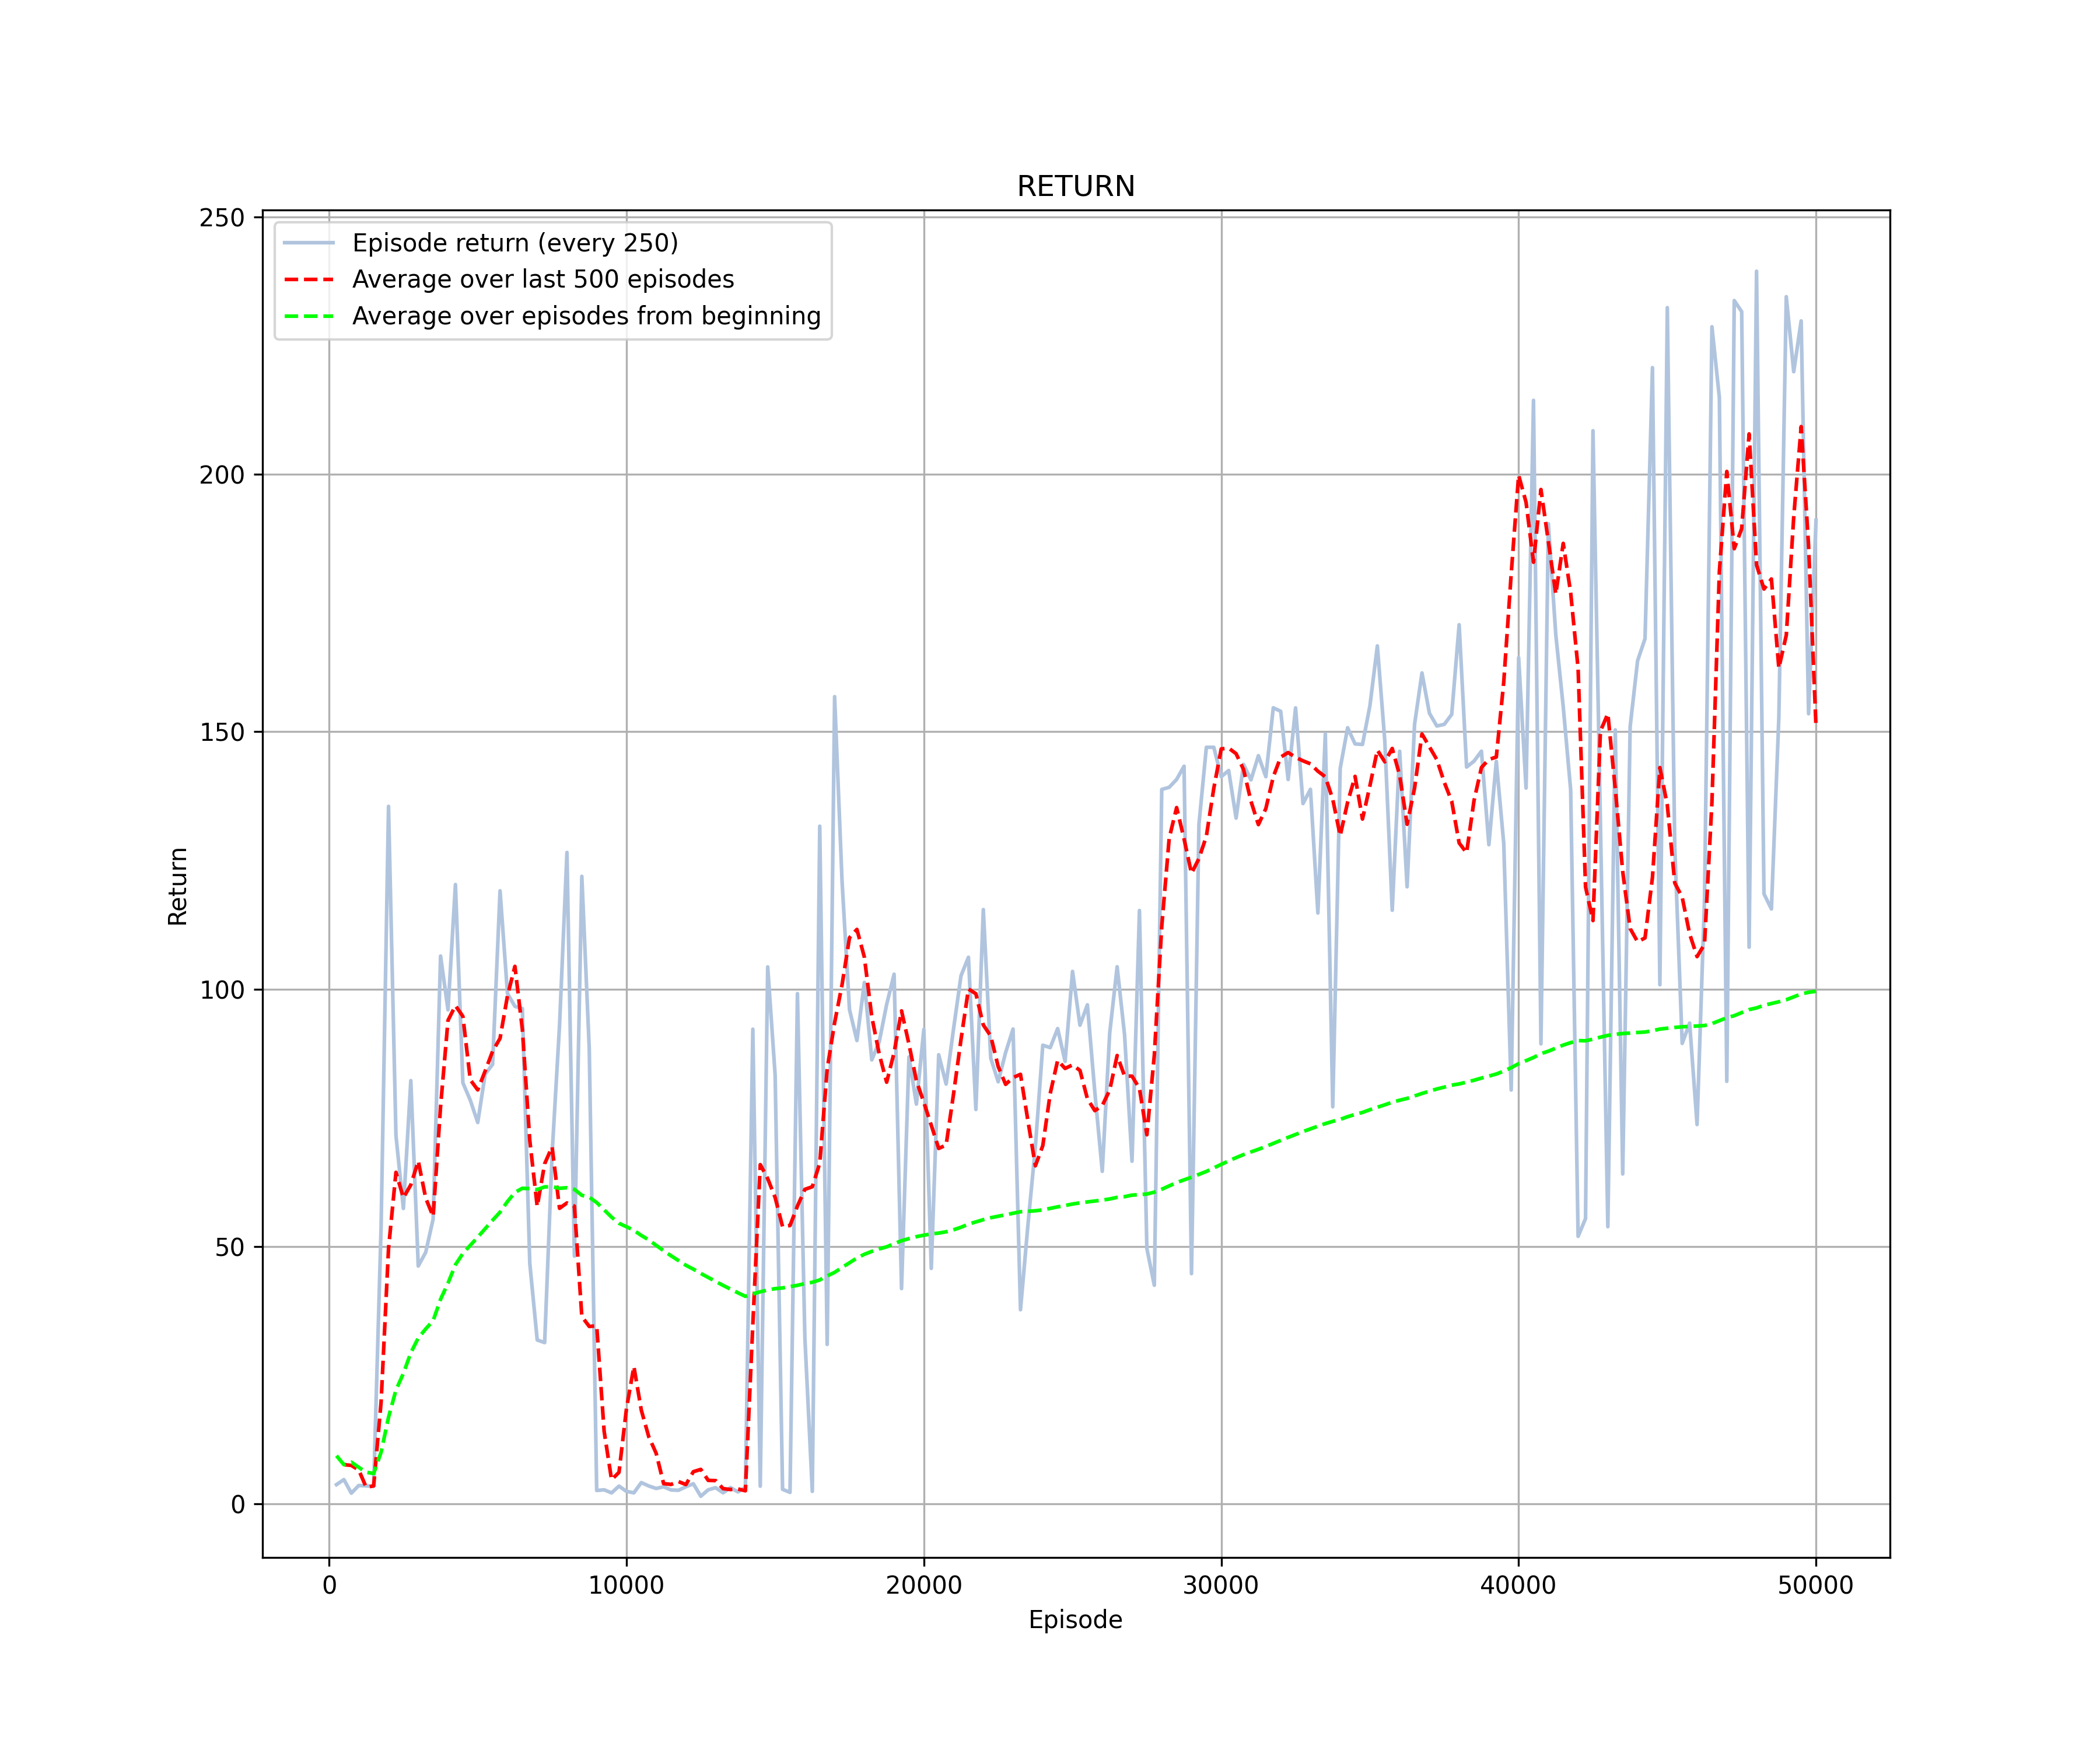 RETURN
Episode return (every 250)
Average over last 500 episodes
Average over episodes from beginning
250
200
150
100
50
0
Return
0 10000 20000 30000 40000 50000
Episode